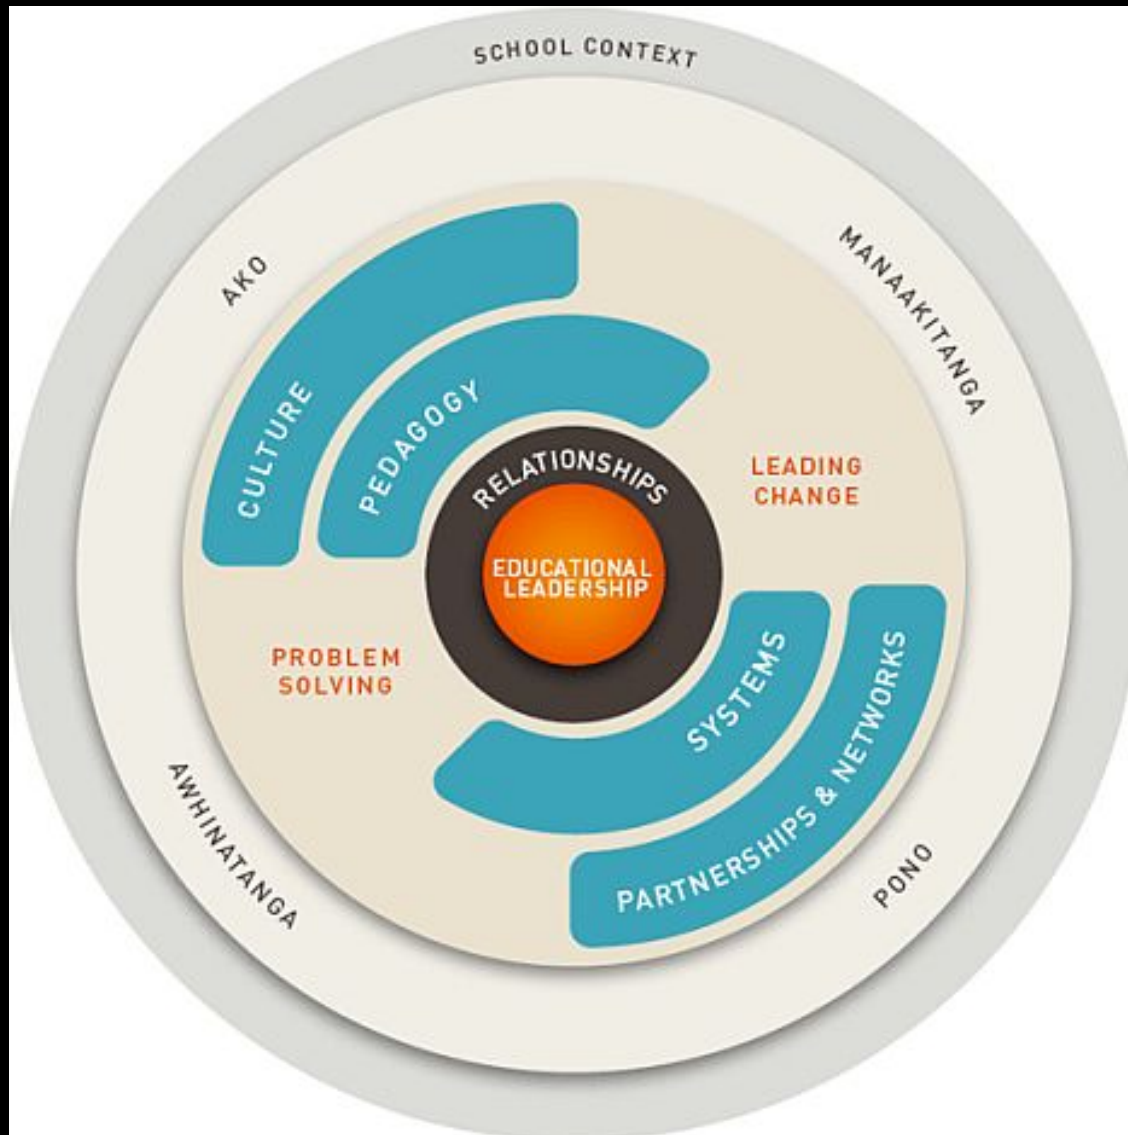 SCHOOL CONTEXT
AKO
MANAAKITANGA
CULTURE
PEDAGOGY
RELATIONSHIPS
LEADING
CHANGE
EDUCATIONAL
LEADERSHIP
PROBLEM
SOLVING
SYSTEMS
PARTNERSHIPS & NETWORKS
AWHINATANGA
PONO